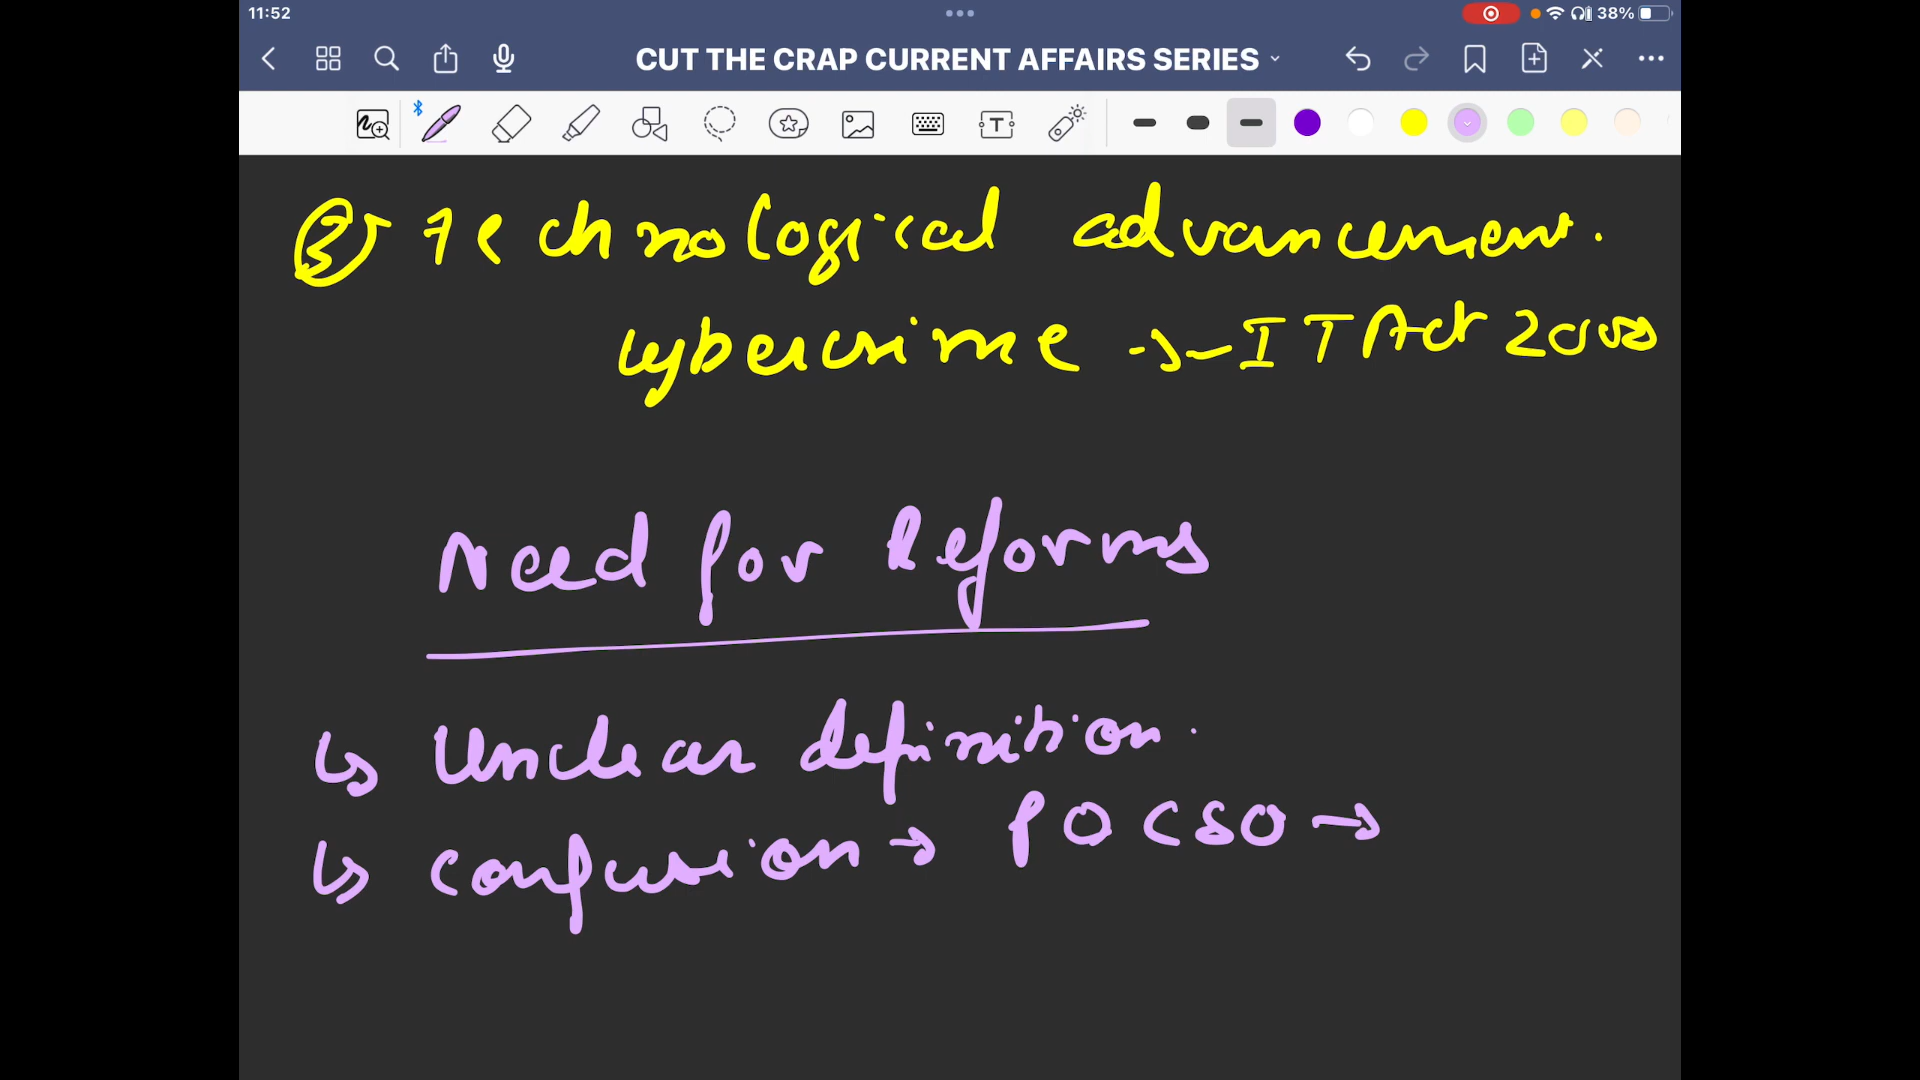 11:52
38%
CUT THE CRAP CURRENT AFFAIRS SERIES
T
③ Technological advancement.
cybercrime → IT Act 2000
Need for Reforms
↳ Unclear definition.
↳ confusion → POCSO →